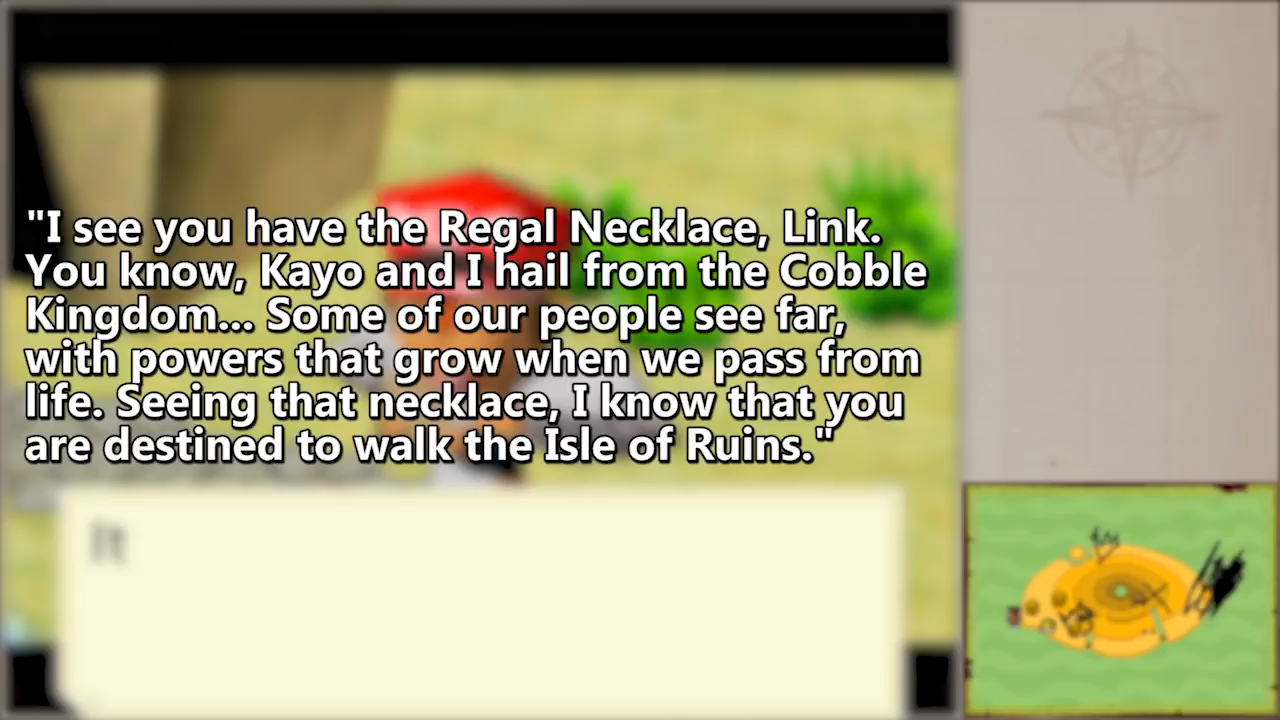 "I see you have the Regal Necklace, Link.
You know, Kayo and I hail from the Cobble
Kingdom... Some of our people see far,
with powers that grow when we pass from
life. Seeing that necklace, I know that you
are destined to walk the Isle of Ruins."
It